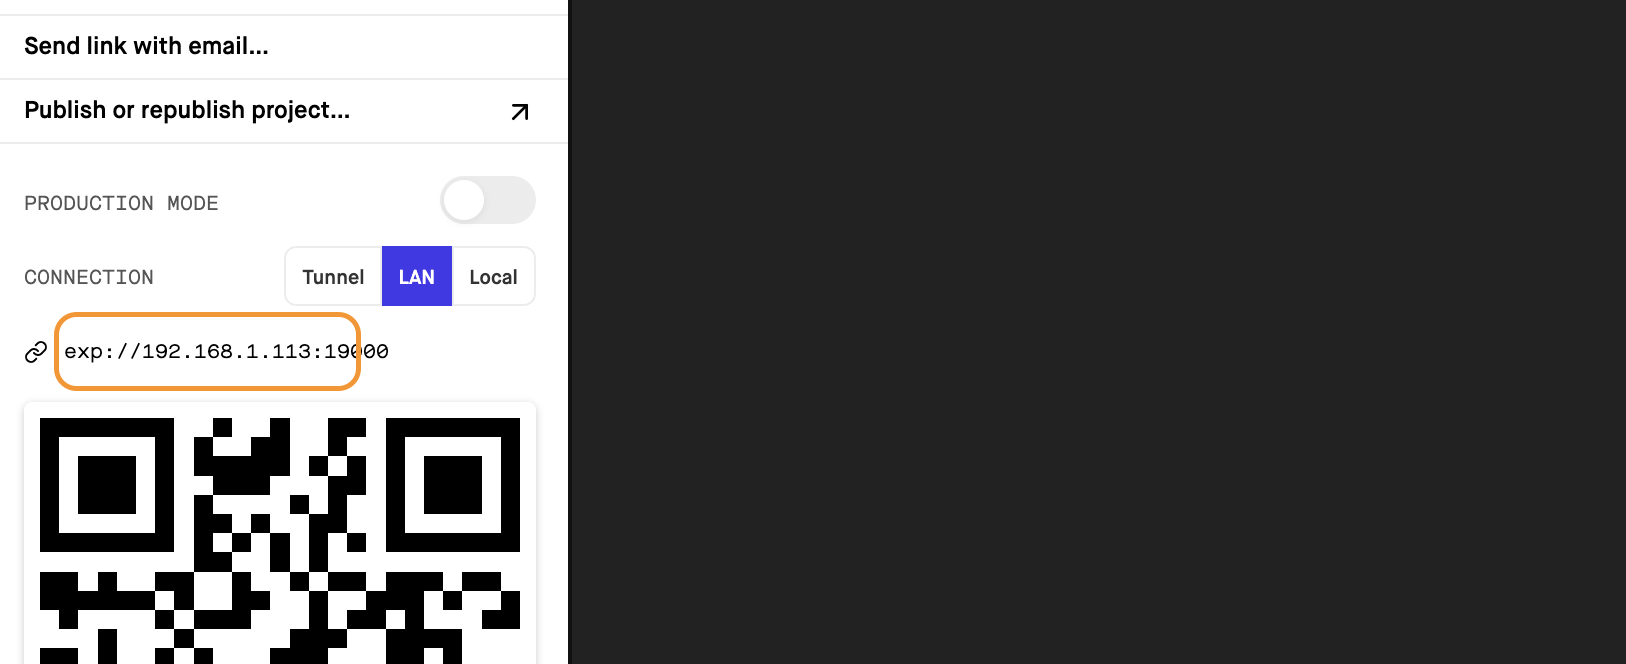 Send link with email...
Publish or republish project...
PRODUCTION MODE
CONNECTION
Tunnel LAN Local
exp://192.168.1.113:19000